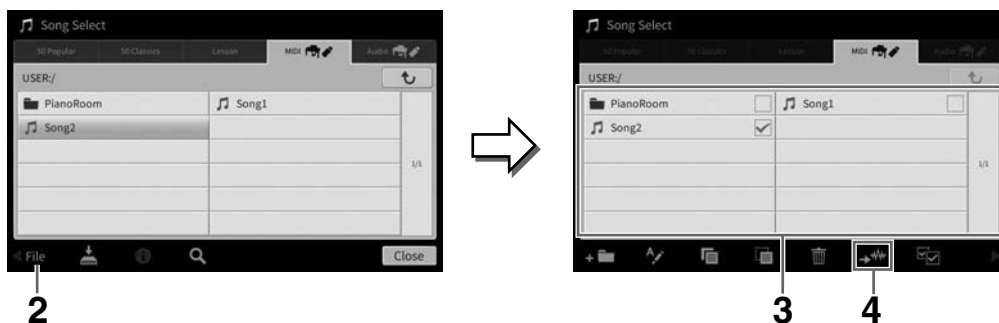 Song Select
50 Popular 50 Classics Lesson MIDI Audio
USER:/
PianoRoom Song1
Song2
1/1
File Close
2
Song Select
50 Popular 50 Classics Lesson MIDI Audio
USER:/
PianoRoom Song1
Song2
1/1
3 4